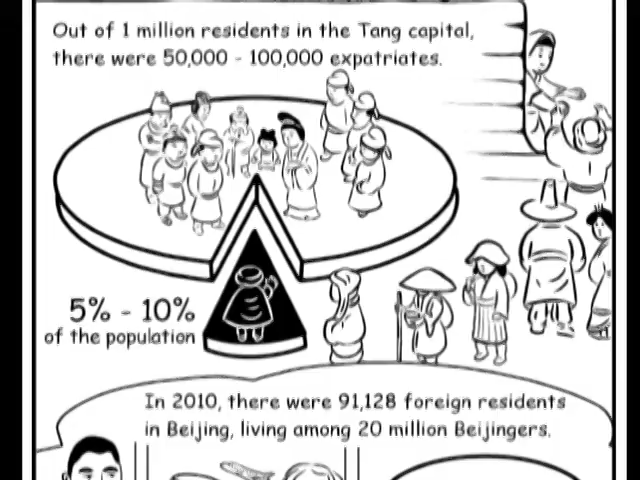 Out of 1 million residents in the Tang capital,
there were 50,000 - 100,000 expatriates.
5% - 10%
of the population
In 2010, there were 91,128 foreign residents
in Beijing, living among 20 million Beijingers.